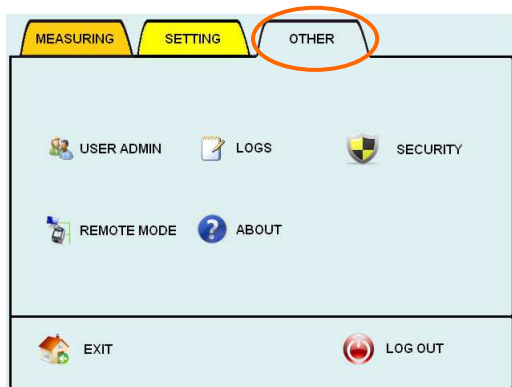 MEASURING SETTING OTHER
USER ADMIN LOGS SECURITY
REMOTE MODE ABOUT
EXIT LOG OUT